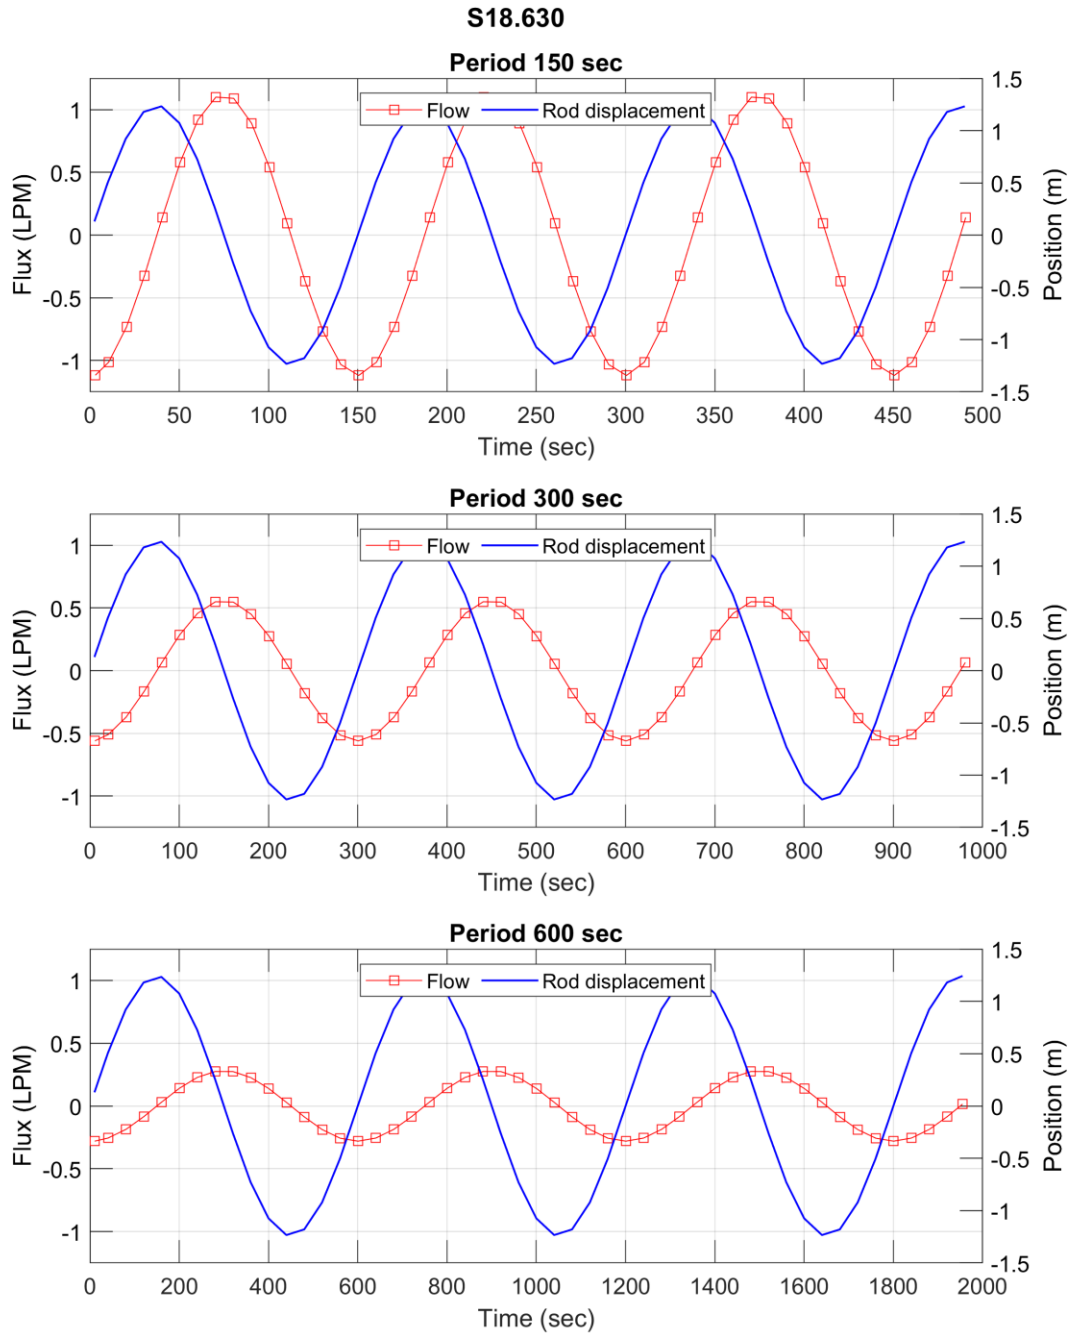 S18.630
Period 150 sec
Flow Rod displacement
1
0.5
0
-0.5
-1
Flux (LPM)
1.5
1
0.5
0
-0.5
-1
-1.5
Position (m)
0 50 100 150 200 250 300 350 400 450 500
Time (sec)
Period 300 sec
Flow Rod displacement
1
0.5
0
-0.5
-1
Flux (LPM)
1.5
1
0.5
0
-0.5
-1
-1.5
Position (m)
0 100 200 300 400 500 600 700 800 900 1000
Time (sec)
Period 600 sec
Flow Rod displacement
1
0.5
0
-0.5
-1
Flux (LPM)
1.5
1
0.5
0
-0.5
-1
-1.5
Position (m)
0 200 400 600 800 1000 1200 1400 1600 1800 2000
Time (sec)